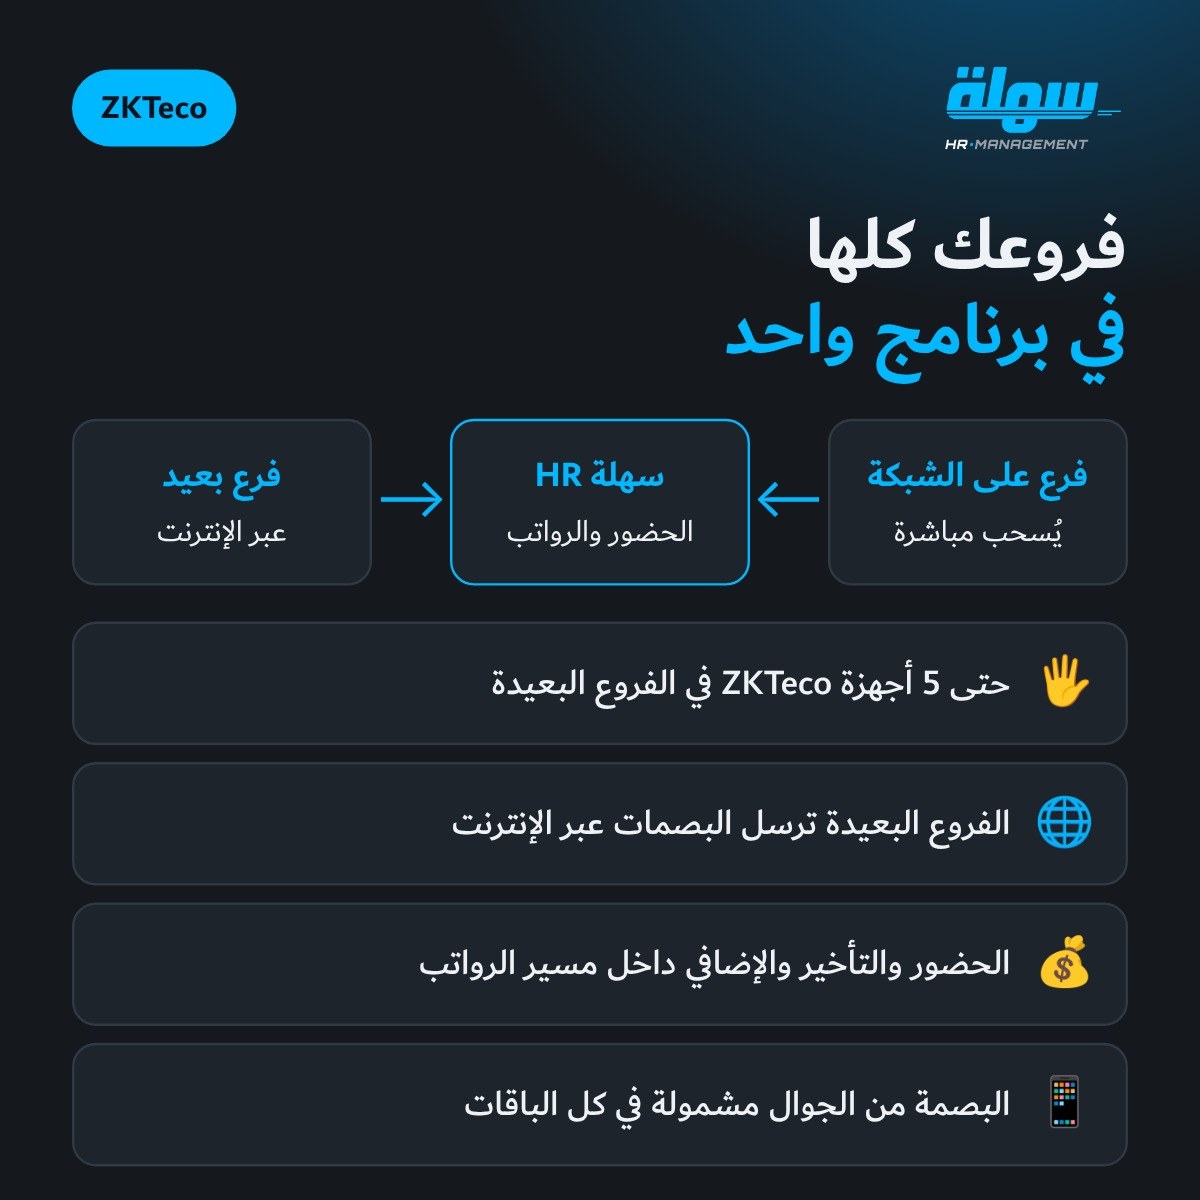 سهلة
HR·MANAGEMENT
ZKTeco
فروعك كلها
في برنامج واحد
فرع على الشبكة
يُسحب مباشرة
سهلة HR
الحضور والرواتب
فرع بعيد
عبر الإنترنت
حتى 5 أجهزة ZKTeco في الفروع البعيدة
الفروع البعيدة ترسل البصمات عبر الإنترنت
الحضور والتأخير والإضافي داخل مسير الرواتب
البصمة من الجوال مشمولة في كل الباقات